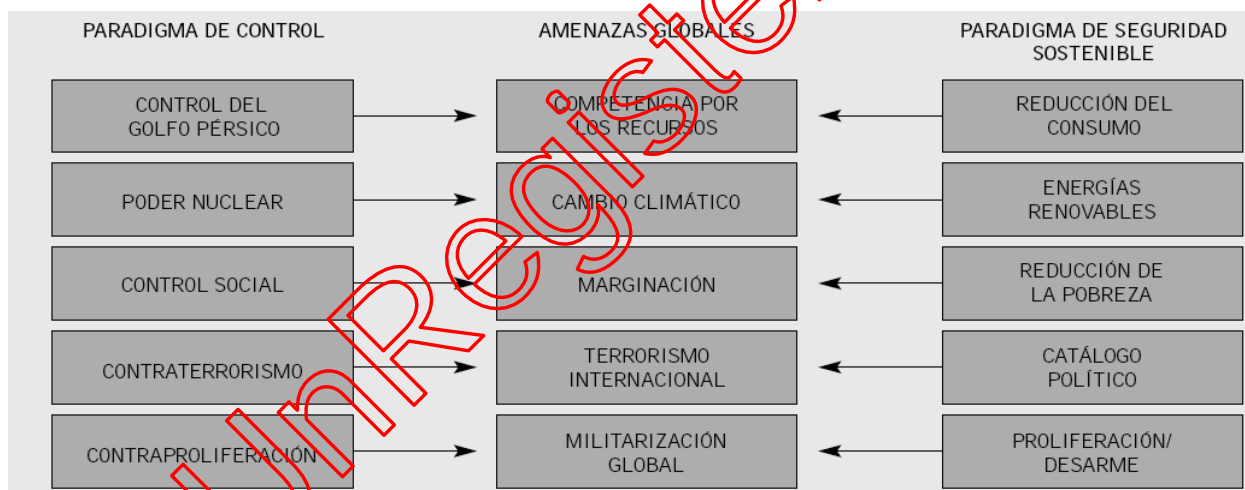 PARADIGMA DE CONTROL
AMENAZAS GLOBALES
PARADIGMA DE SEGURIDAD
SOSTENIBLE
CONTROL DEL
GOLFO PÉRSICO
COMPETENCIA POR
LOS RECURSOS
REDUCCIÓN DEL
CONSUMO
PODER NUCLEAR
CAMBIO CLIMÁTICO
ENERGÍAS
RENOVABLES
CONTROL SOCIAL
MARGINACIÓN
REDUCCIÓN DE
LA POBREZA
CONTRATERRORISMO
TERRORISMO
INTERNACIONAL
CATÁLOGO
POLÍTICO
CONTRAPROLIFERACIÓN
MILITARIZACIÓN
GLOBAL
PROLIFERACIÓN/
DESARME
UnRegiste